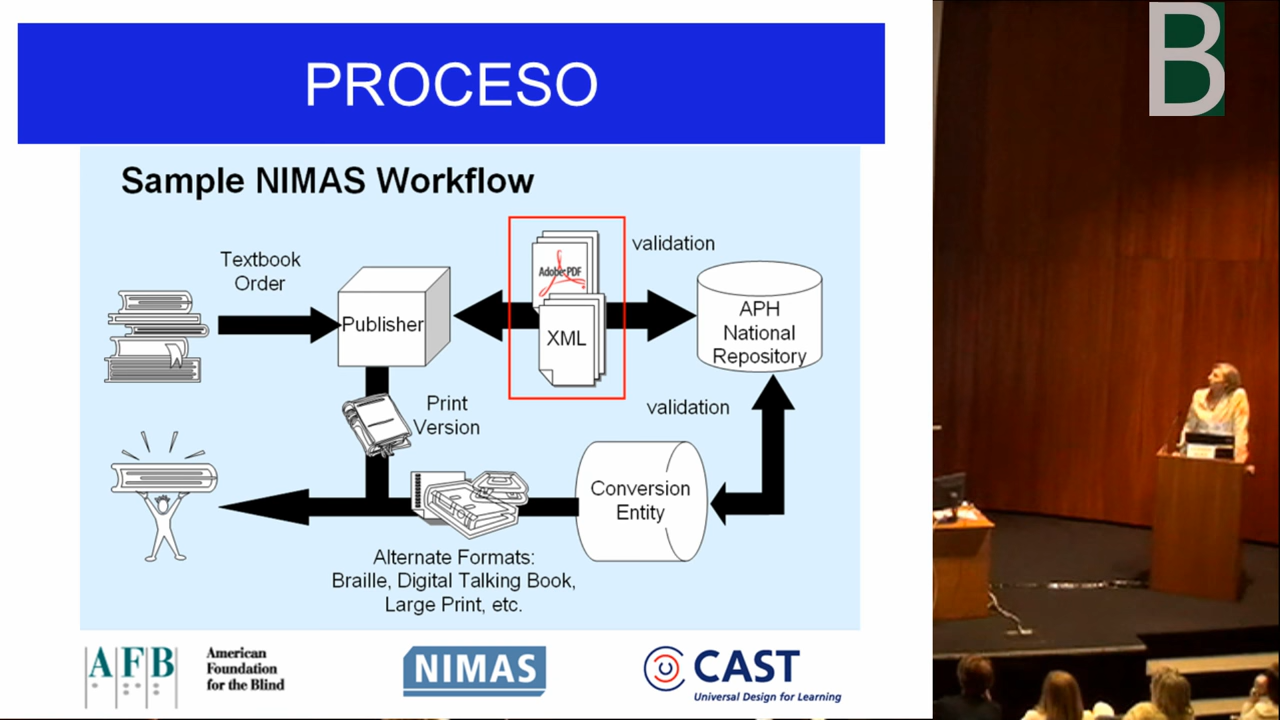 PROCESO
B
Sample NIMAS Workflow
Textbook
Order
Publisher
Adobe PDF
XML
validation
APH
National
Repository
Print
Version
validation
Conversion
Entity
Alternate Formats:
Braille, Digital Talking Book,
Large Print, etc.
AFB
American
Foundation
for the Blind
NIMAS
CAST
Universal Design for Learning